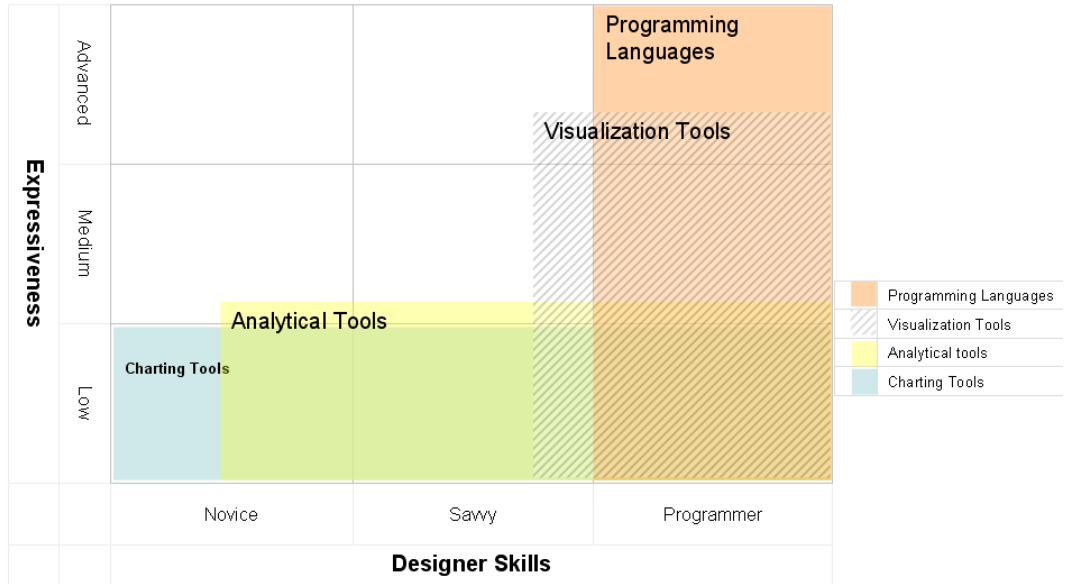 Programming
Languages
Visualization Tools
Analytical Tools
Charting Tools
Expressiveness
Advanced
Medium
Low
Programming Languages
Visualization Tools
Analytical tools
Charting Tools
Novice
Savvy
Programmer
Designer Skills